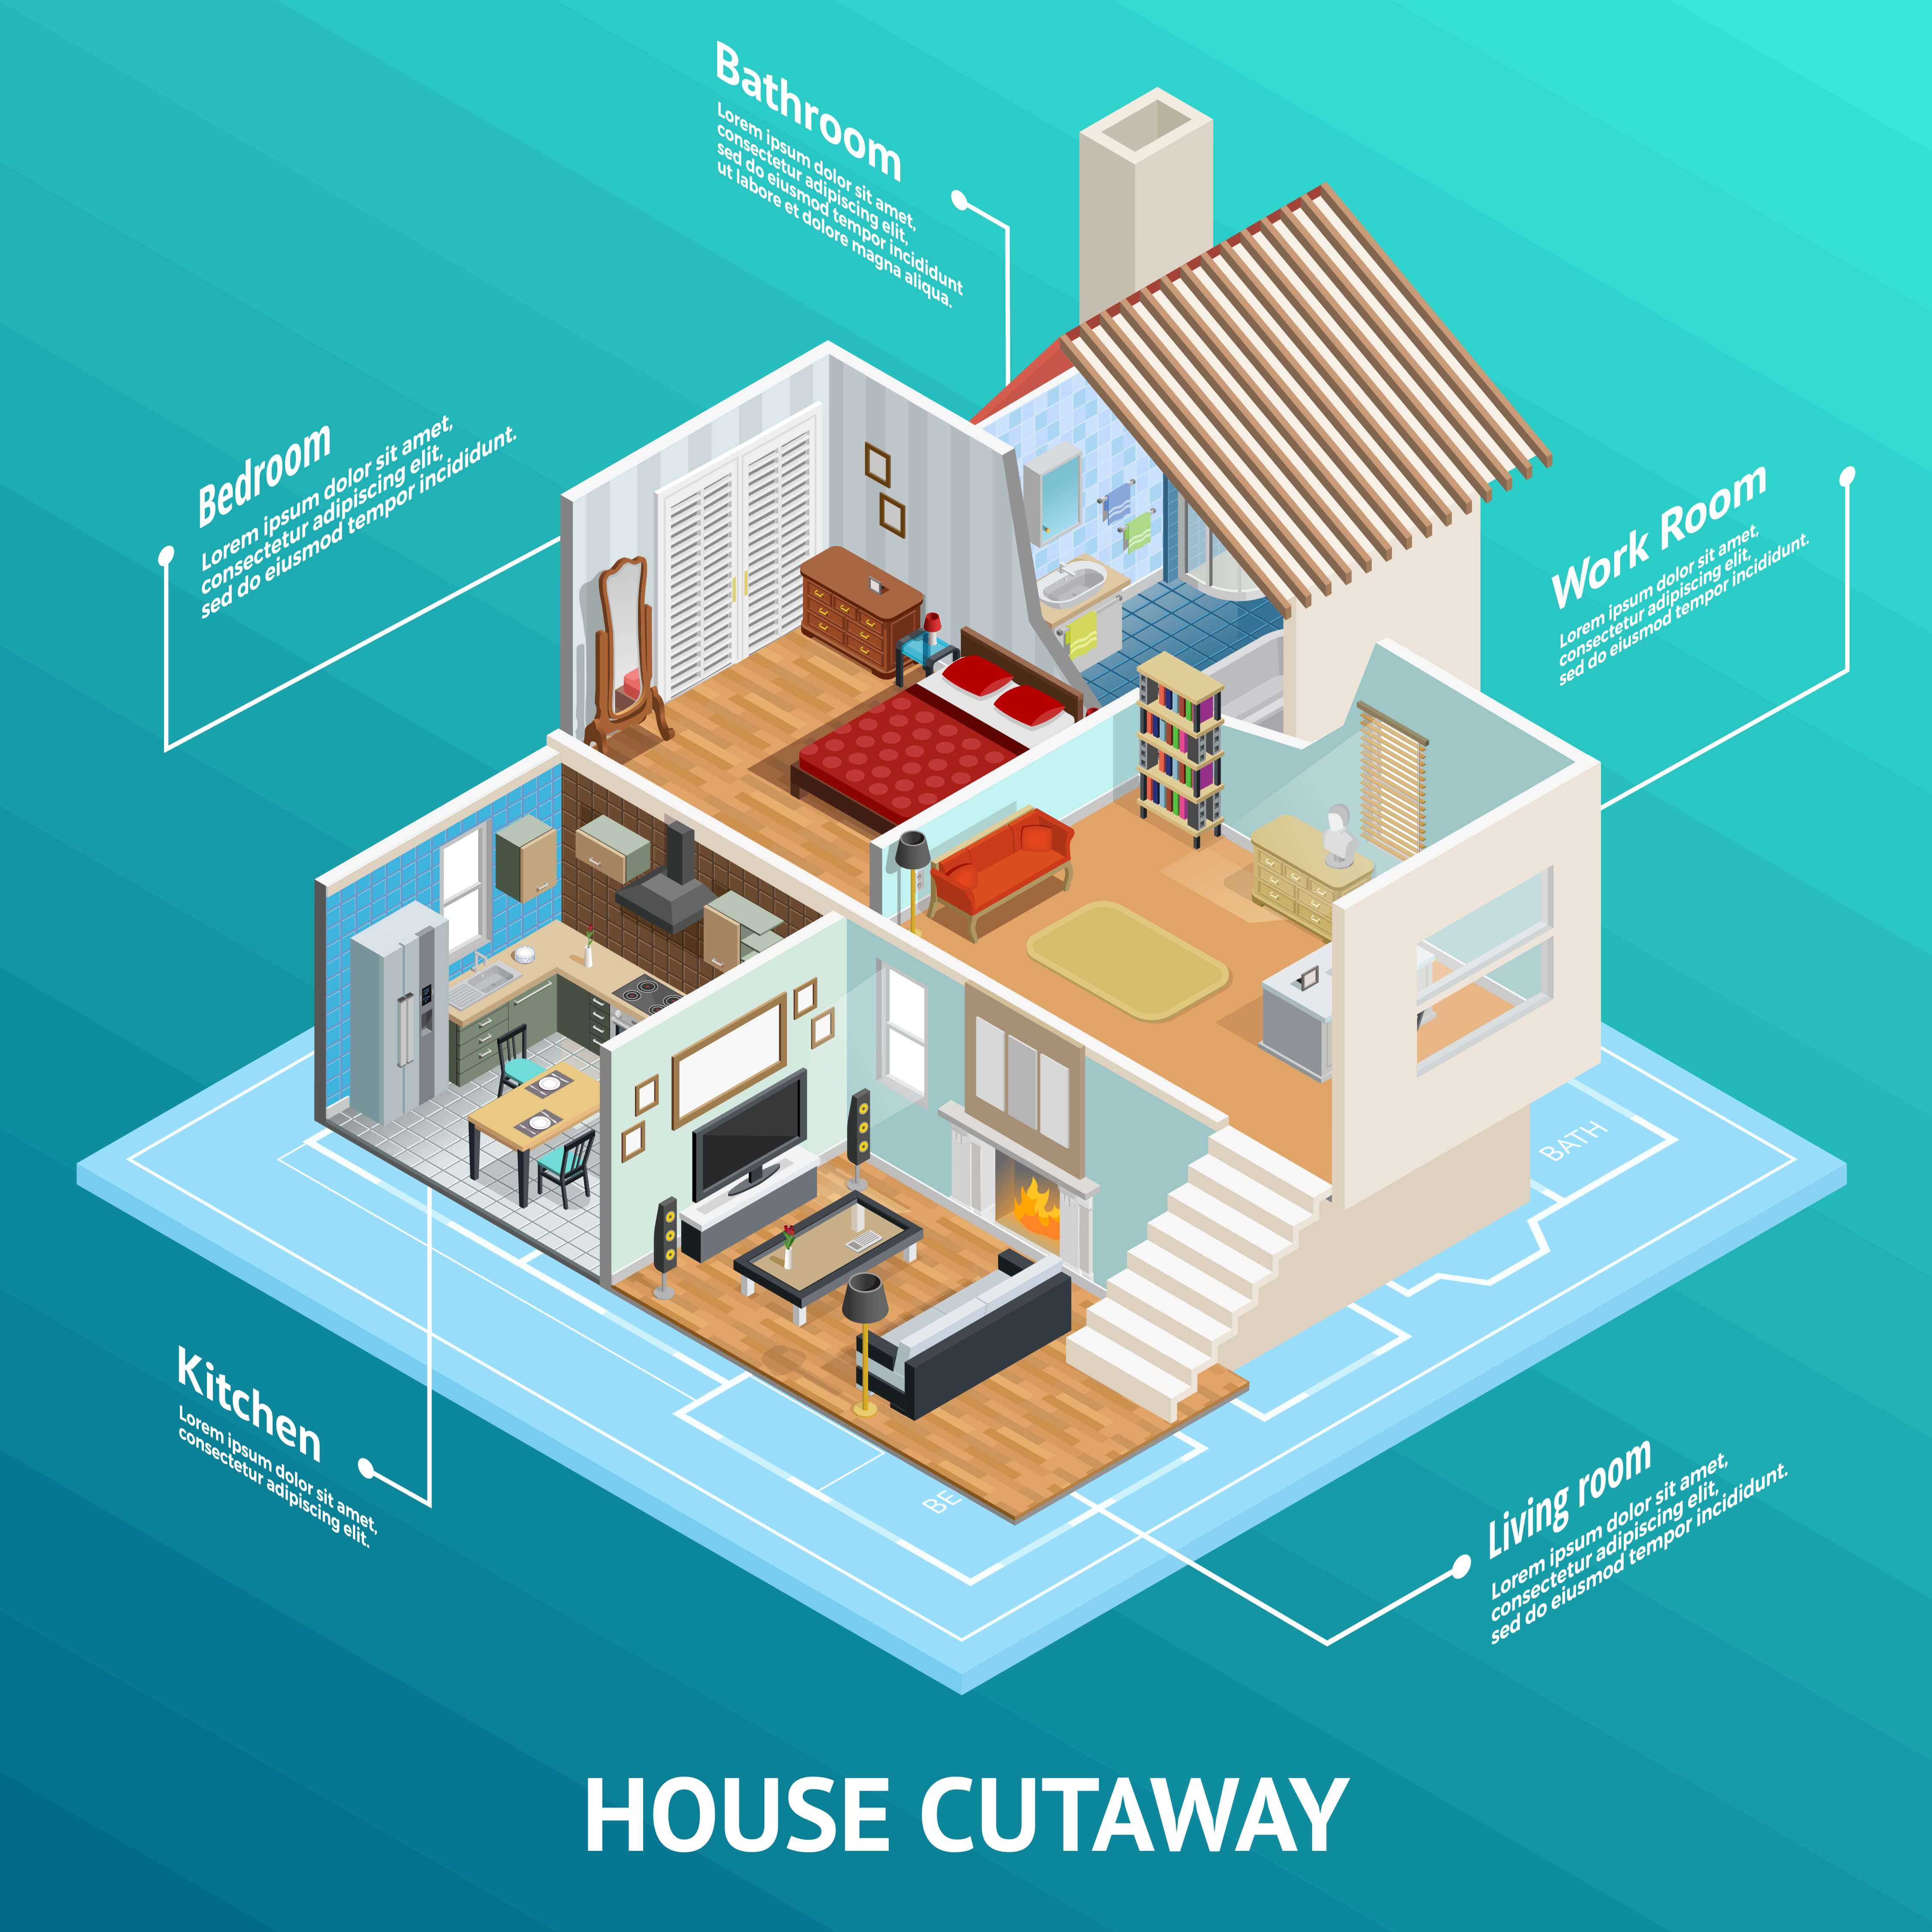 Bathroom
Lorem ipsum dolor sit amet,
consectetur adipiscing elit,
sed do eiusmod tempor incididunt
ut labore et dolore magna aliqua.
Bedroom
Lorem ipsum dolor sit amet,
consectetur adipiscing elit,
sed do eiusmod tempor incididunt.
Work Room
Lorem ipsum dolor sit amet,
consectetur adipiscing elit,
sed do eiusmod tempor incididunt.
BATH
Kitchen
Lorem ipsum dolor sit amet,
consectetur adipiscing elit.
BE
Living room
Lorem ipsum dolor sit amet,
consectetur adipiscing elit,
sed do eiusmod tempor incididunt.
HOUSE CUTAWAY